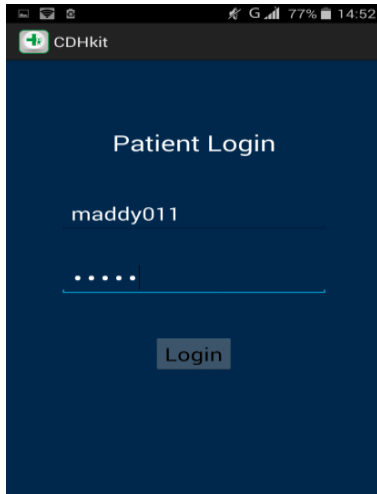 G 77% 14:52
CDHkit
Patient Login
maddy011
•••••
Login